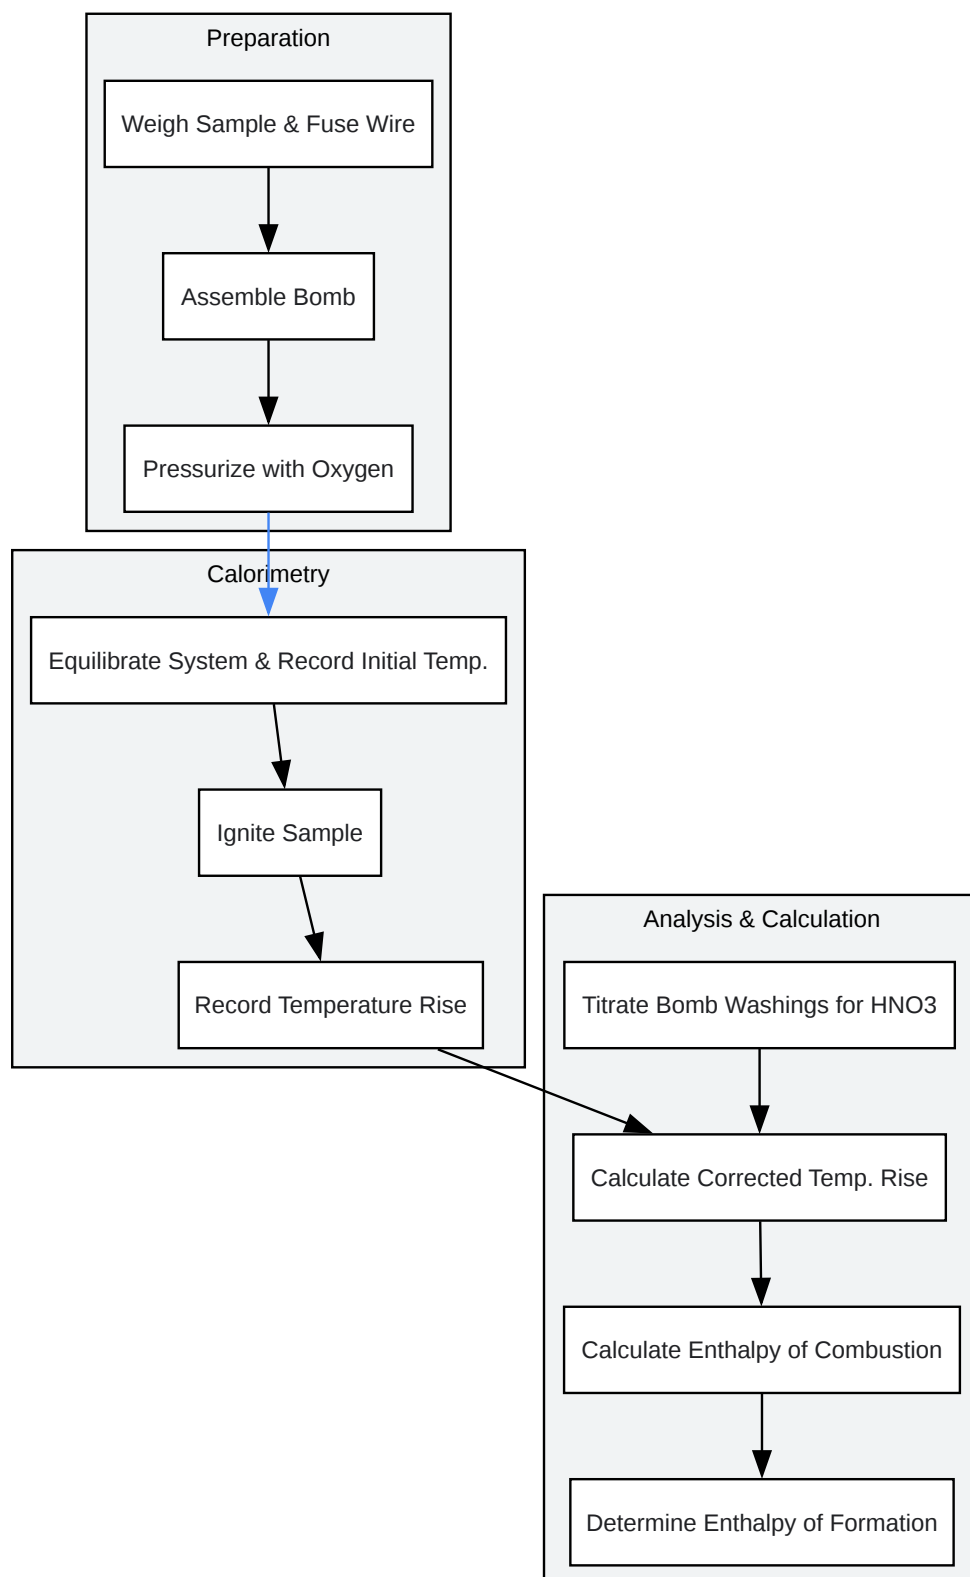 Preparation
Weigh Sample & Fuse Wire
Assemble Bomb
Pressurize with Oxygen
Calorimetry
Equilibrate System & Record Initial Temp.
Ignite Sample
Record Temperature Rise
Analysis & Calculation
Titrate Bomb Washings for HNO3
Calculate Corrected Temp. Rise
Calculate Enthalpy of Combustion
Determine Enthalpy of Formation